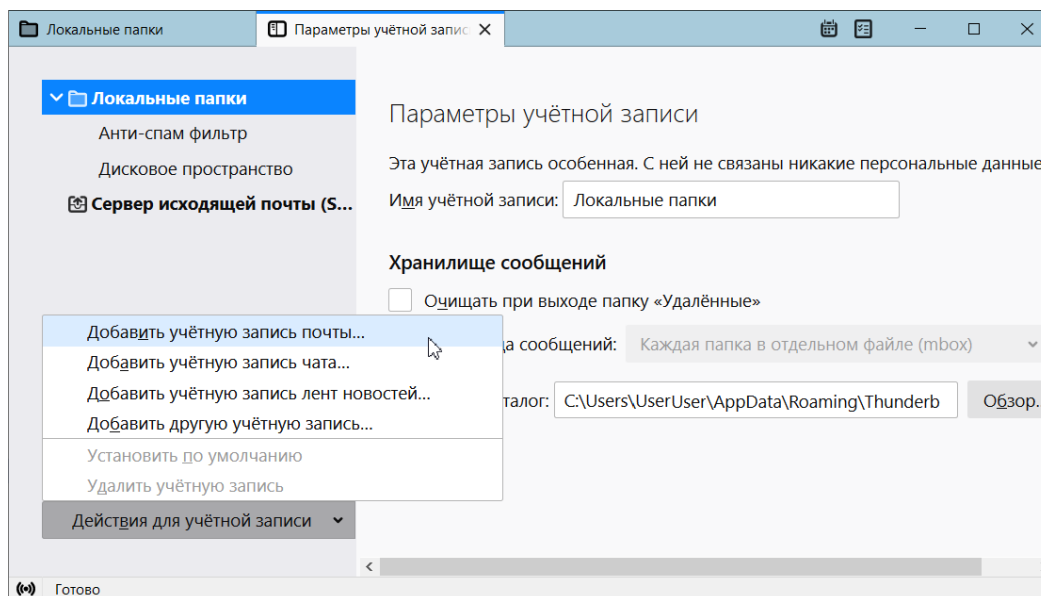 Локальные папки
Параметры учётной запис
Локальные папки
Анти-спам фильтр
Дисковое пространство
Сервер исходящей почты (S...
Параметры учётной записи
Эта учётная запись особенная. С ней не связаны никакие персональные данные
Имя учётной записи: Локальные папки
Хранилище сообщений
Очищать при выходе папку «Удалённые»
сообщений: Каждая папка в отдельном файле (mbox)
талог: C:\Users\UserUser\AppData\Roaming\Thunderb Обзор..
Добавить учётную запись почты...
Добавить учётную запись чата...
Добавить учётную запись лент новостей...
Добавить другую учётную запись...
Установить по умолчанию
Удалить учётную запись
Действия для учётной записи
Готово